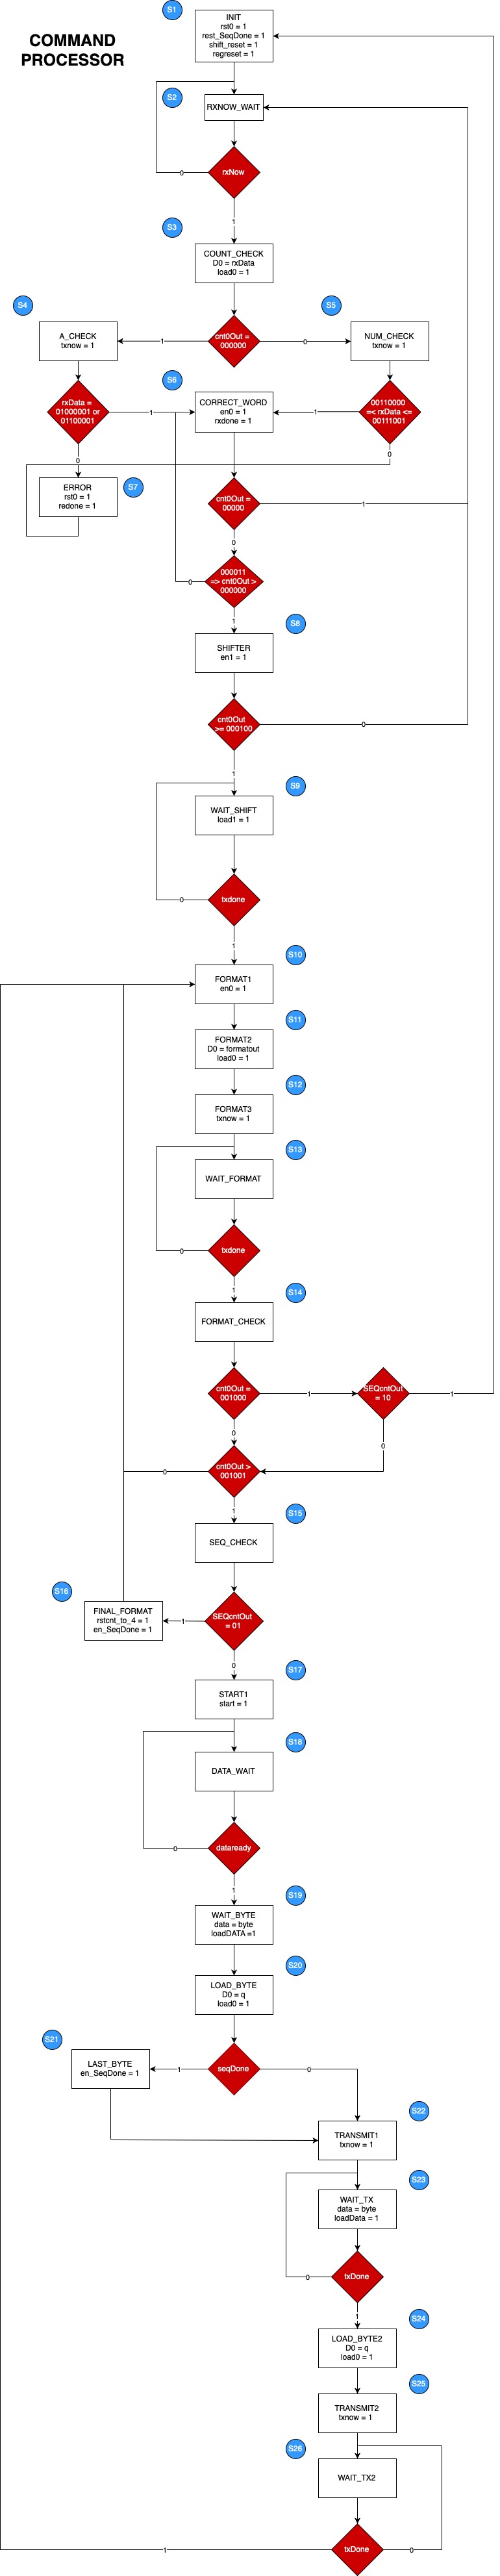 COMMAND
PROCESSOR
S1
INIT
rst0 = 1
rest_SeqDone = 1
shift_reset = 1
regreset = 1
S2
RXNOW_WAIT
rxNow
0
1
S3
COUNT_CHECK
D0 = rxData
load0 = 1
cnt0Out =
000000
1
0
S4
A_CHECK
txnow = 1
S5
NUM_CHECK
txnow = 1
rxData =
01000001 or
01100001
1
0
S6
CORRECT_WORD
en0 = 1
rxdone = 1
00110000
=< rxData <=
00111001
1
0
S7
ERROR
rst0 = 1
redone = 1
cnt0Out =
00000
1
0
000011
=> cnt0Out >
000000
0
1
S8
SHIFTER
en1 = 1
cnt0Out
>= 000100
0
1
S9
WAIT_SHIFT
load1 = 1
txdone
0
1
S10
FORMAT1
en0 = 1
S11
FORMAT2
D0 = formatout
load0 = 1
S12
FORMAT3
txnow = 1
S13
WAIT_FORMAT
txdone
0
1
S14
FORMAT_CHECK
cnt0Out =
001000
1
0
SEQcntOut
= 10
1
0
cnt0Out >
001001
0
1
S15
SEQ_CHECK
SEQcntOut
= 01
1
0
S16
FINAL_FORMAT
rstcnt_to_4 = 1
en_SeqDone = 1
S17
START1
start = 1
S18
DATA_WAIT
dataready
0
1
S19
WAIT_BYTE
data = byte
loadDATA =1
S20
LOAD_BYTE
D0 = q
load0 = 1
seqDone
1
0
S21
LAST_BYTE
en_SeqDone = 1
S22
TRANSMIT1
txnow = 1
S23
WAIT_TX
data = byte
loadData = 1
txDone
0
1
S24
LOAD_BYTE2
D0 = q
load0 = 1
S25
TRANSMIT2
txnow = 1
S26
WAIT_TX2
txDone
1
0